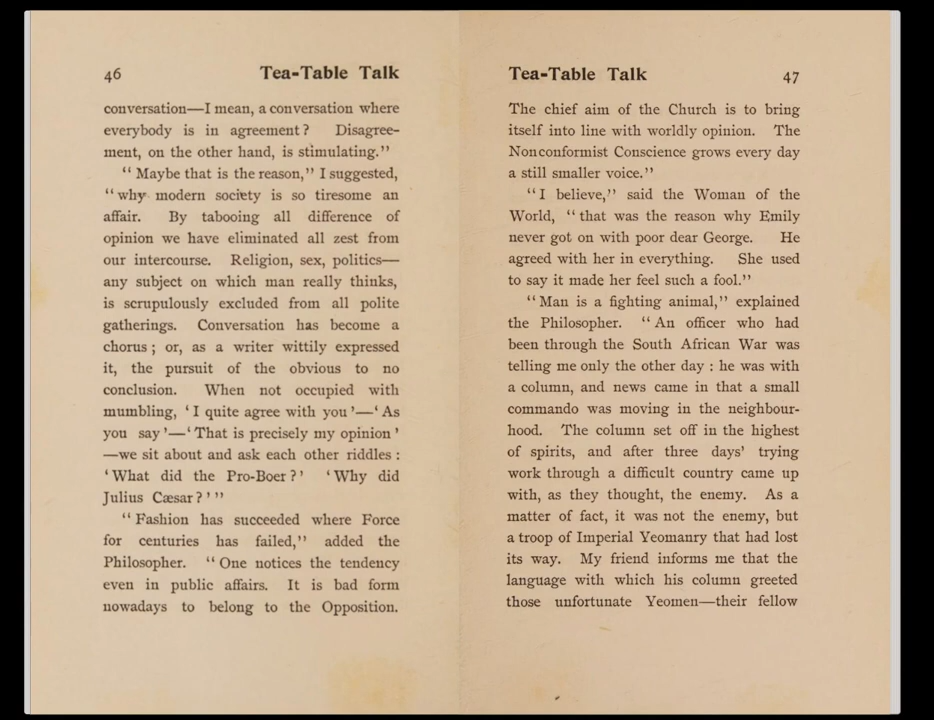 46 Tea-Table Talk
conversation—I mean, a conversation where
everybody is in agreement? Disagree-
ment, on the other hand, is stimulating."
"Maybe that is the reason," I suggested,
"why modern society is so tiresome an
affair. By tabooing all difference of
opinion we have eliminated all zest from
our intercourse. Religion, sex, politics—
any subject on which man really thinks,
is scrupulously excluded from all polite
gatherings. Conversation has become a
chorus; or, as a writer wittily expressed
it, the pursuit of the obvious to no
conclusion. When not occupied with
mumbling, 'I quite agree with you'—'As
you say'—'That is precisely my opinion'
—we sit about and ask each other riddles:
'What did the Pro-Boer?' 'Why did
Julius Cæsar?'"
"Fashion has succeeded where Force
for centuries has failed," added the
Philosopher. "One notices the tendency
even in public affairs. It is bad form
nowadays to belong to the Opposition.
Tea-Table Talk 47
The chief aim of the Church is to bring
itself into line with worldly opinion. The
Nonconformist Conscience grows every day
a still smaller voice."
"I believe," said the Woman of the
World, "that was the reason why Emily
never got on with poor dear George. He
agreed with her in everything. She used
to say it made her feel such a fool."
"Man is a fighting animal," explained
the Philosopher. "An officer who had
been through the South African War was
telling me only the other day: he was with
a column, and news came in that a small
commando was moving in the neighbour-
hood. The column set off in the highest
of spirits, and after three days' trying
work through a difficult country came up
with, as they thought, the enemy. As a
matter of fact, it was not the enemy, but
a troop of Imperial Yeomanry that had lost
its way. My friend informs me that the
language with which his column greeted
those unfortunate Yeomen—their fellow